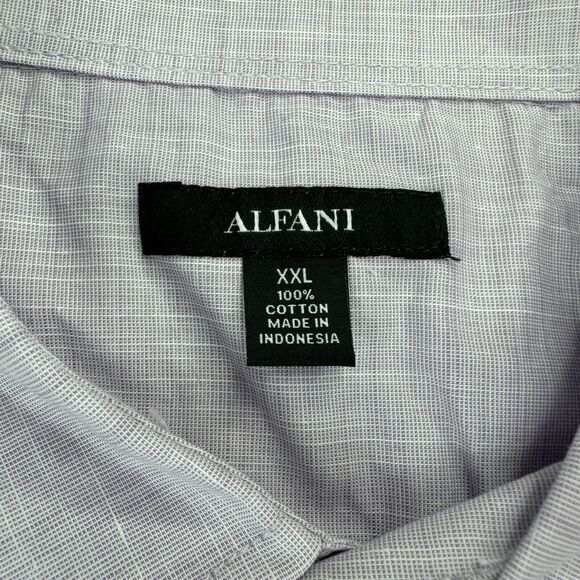 ALFANI
XXL
100%
COTTON
MADE IN
INDONESIA